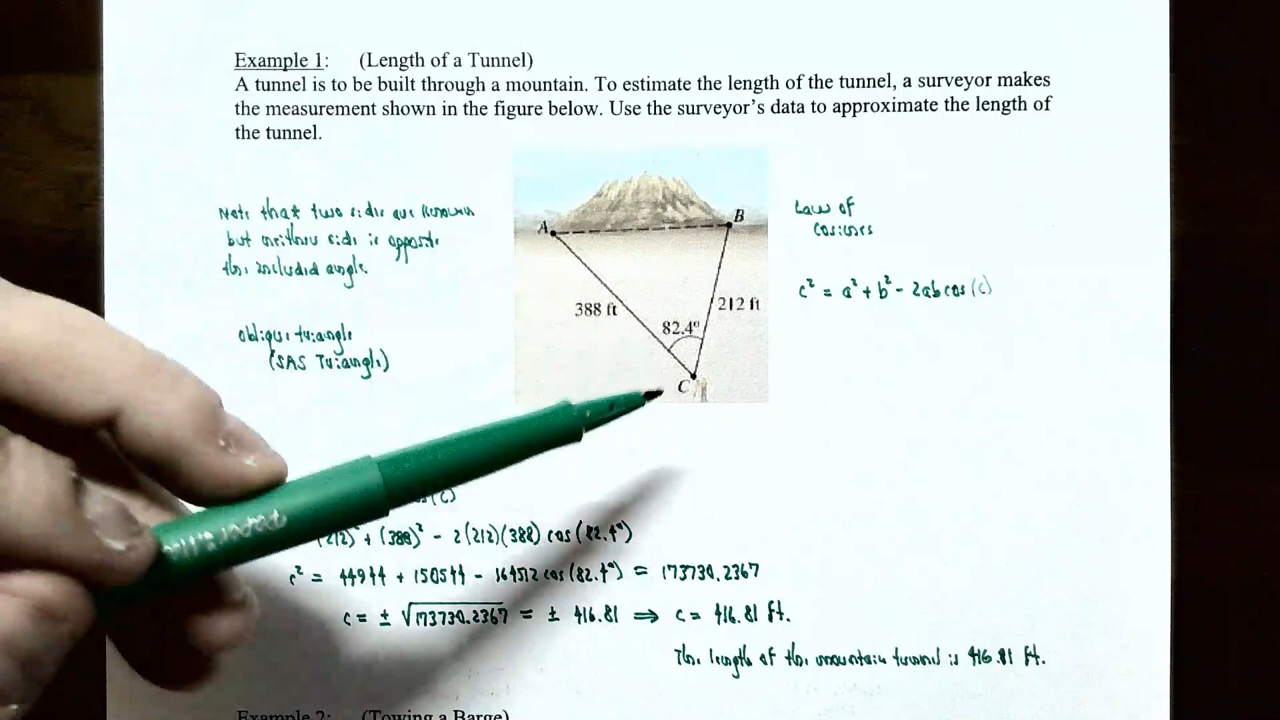 Example 1: (Length of a Tunnel)
A tunnel is to be built through a mountain. To estimate the length of the tunnel, a surveyor makes
the measurement shown in the figure below. Use the surveyor's data to approximate the length of
the tunnel.
Note that two sides are known
but neither side is opposite
the included angle
oblique triangle
(SAS Triangle)
A
B
388 ft
212 ft
82.4°
C
Law of
cosines
c² = a² + b² - 2ab cos(C)
(C)
(212)² + (388)² - 2(212)(388) cos(82.4°)
c² = 44944 + 150544 - 164512 cos(82.4°) = 173730.2367
c = ± √173730.2367 = ± 416.81 ⇒ c = 416.81 ft.
The length of the mountain tunnel is 416.81 ft.
Example 2: (Towing a Barge)